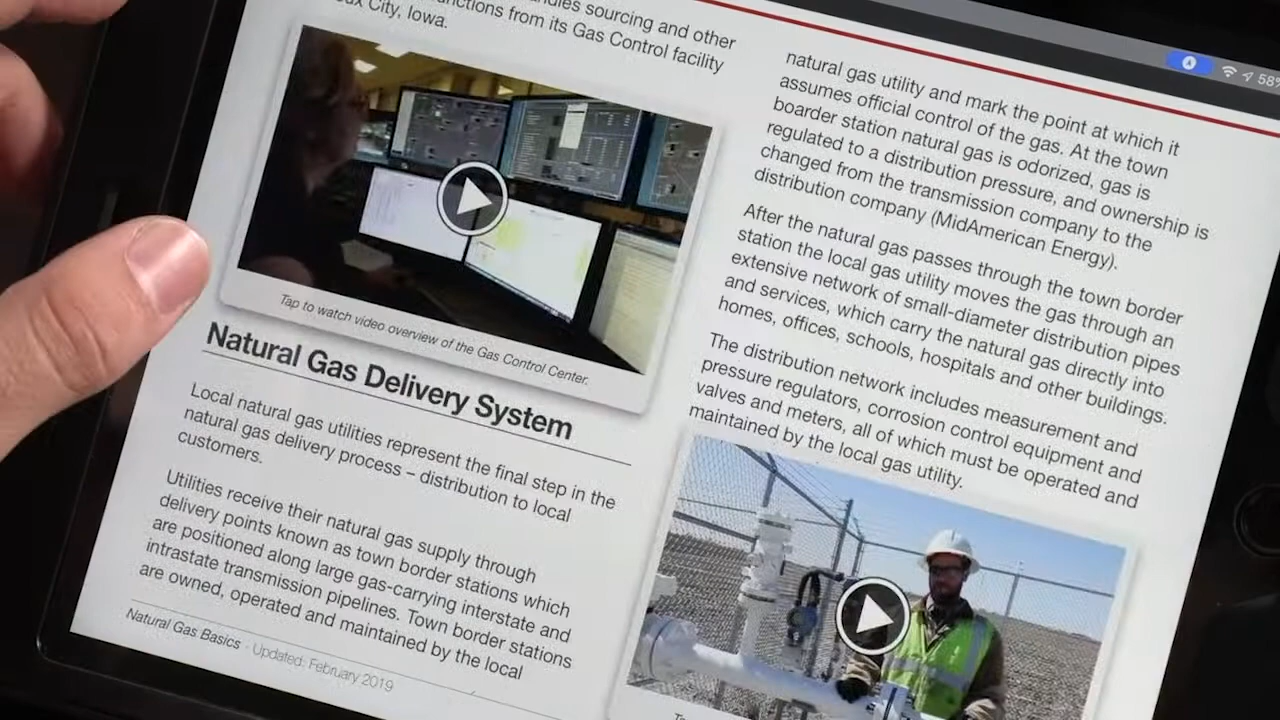 sourcing and other
functions from its Gas Control facility
City, Iowa.
Tap to watch video overview of the Gas Control Center.
Natural Gas Delivery System
Local natural gas utilities represent the final step in the
natural gas delivery process – distribution to local
customers.
Utilities receive their natural gas supply through
delivery points known as town border stations which
are positioned along large gas-carrying interstate and
intrastate transmission pipelines. Town border stations
are owned, operated and maintained by the local
Natural Gas Basics · Updated: February 2019
58%
natural gas utility and mark the point at which it
assumes official control of the gas. At the town
boarder station natural gas is odorized, gas is
regulated to a distribution pressure, and ownership is
changed from the transmission company to the
distribution company (MidAmerican Energy).
After the natural gas passes through the town border
station the local gas utility moves the gas through an
extensive network of small-diameter distribution pipes
and services, which carry the natural gas directly into
homes, offices, schools, hospitals and other buildings.
The distribution network includes measurement and
pressure regulators, corrosion control equipment and
valves and meters, all of which must be operated and
maintained by the local gas utility.